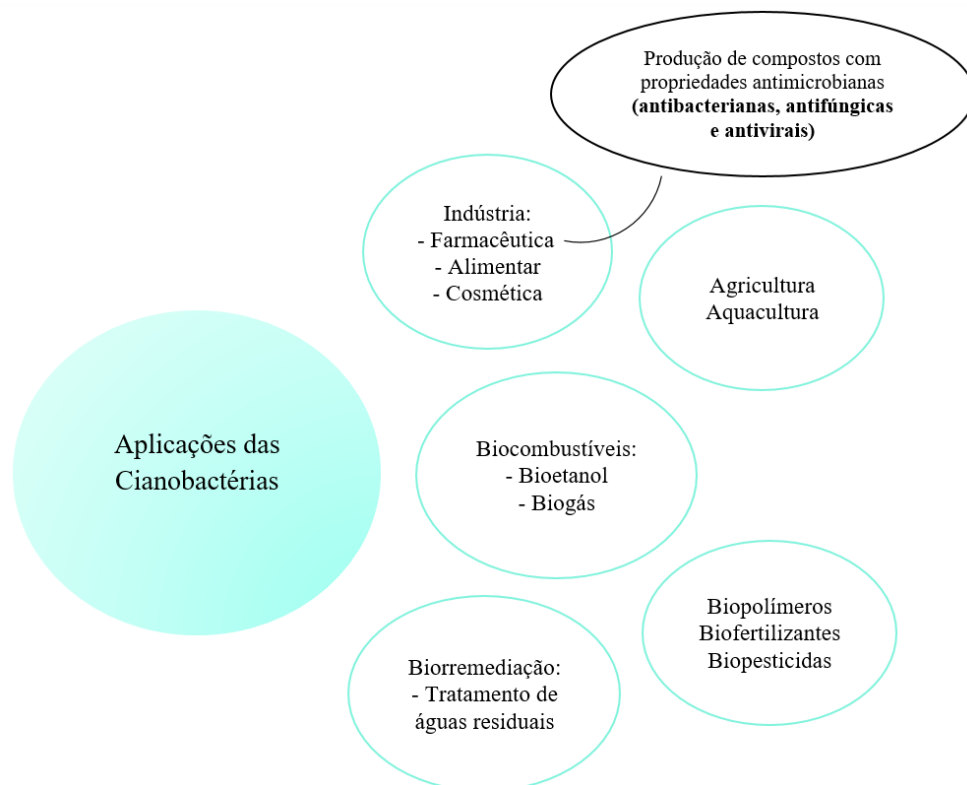 Produção de compostos com
propriedades antimicrobianas
(antibacterianas, antifúngicas
e antivirais)
Indústria:
- Farmacêutica
- Alimentar
- Cosmética
Agricultura
Aquacultura
Aplicações das
Cianobactérias
Biocombustíveis:
- Bioetanol
- Biogás
Biopolímeros
Biofertilizantes
Biopesticidas
Biorremediação:
- Tratamento de
águas residuais